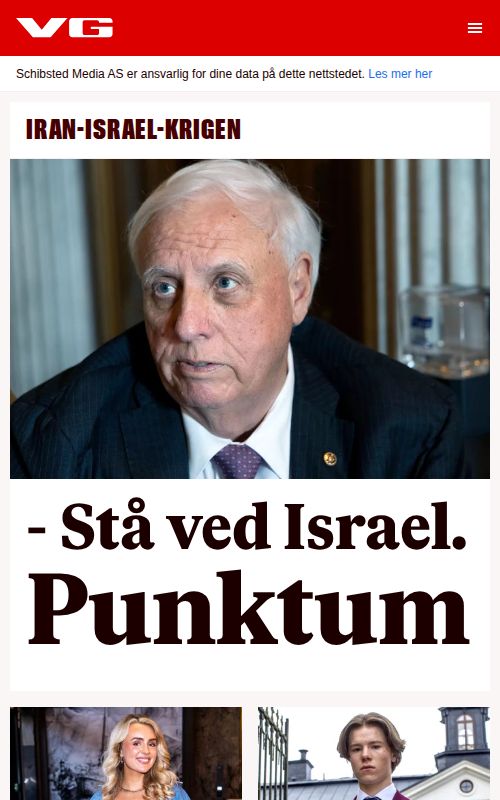 VG
Schibsted Media AS er ansvarlig for dine data på dette nettstedet. Les mer her
IRAN-ISRAEL-KRIGEN
- Stå ved Israel.
Punktum